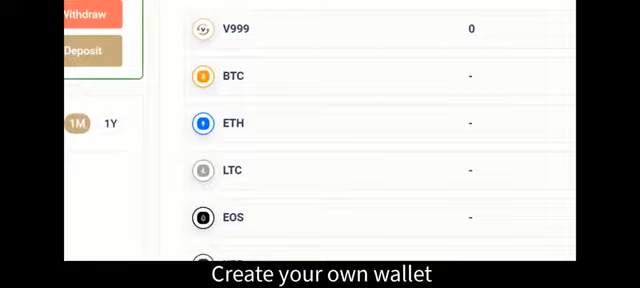 Withdraw
Deposit
1M 1Y
V999 0
BTC -
ETH -
LTC -
EOS -
Create your own wallet